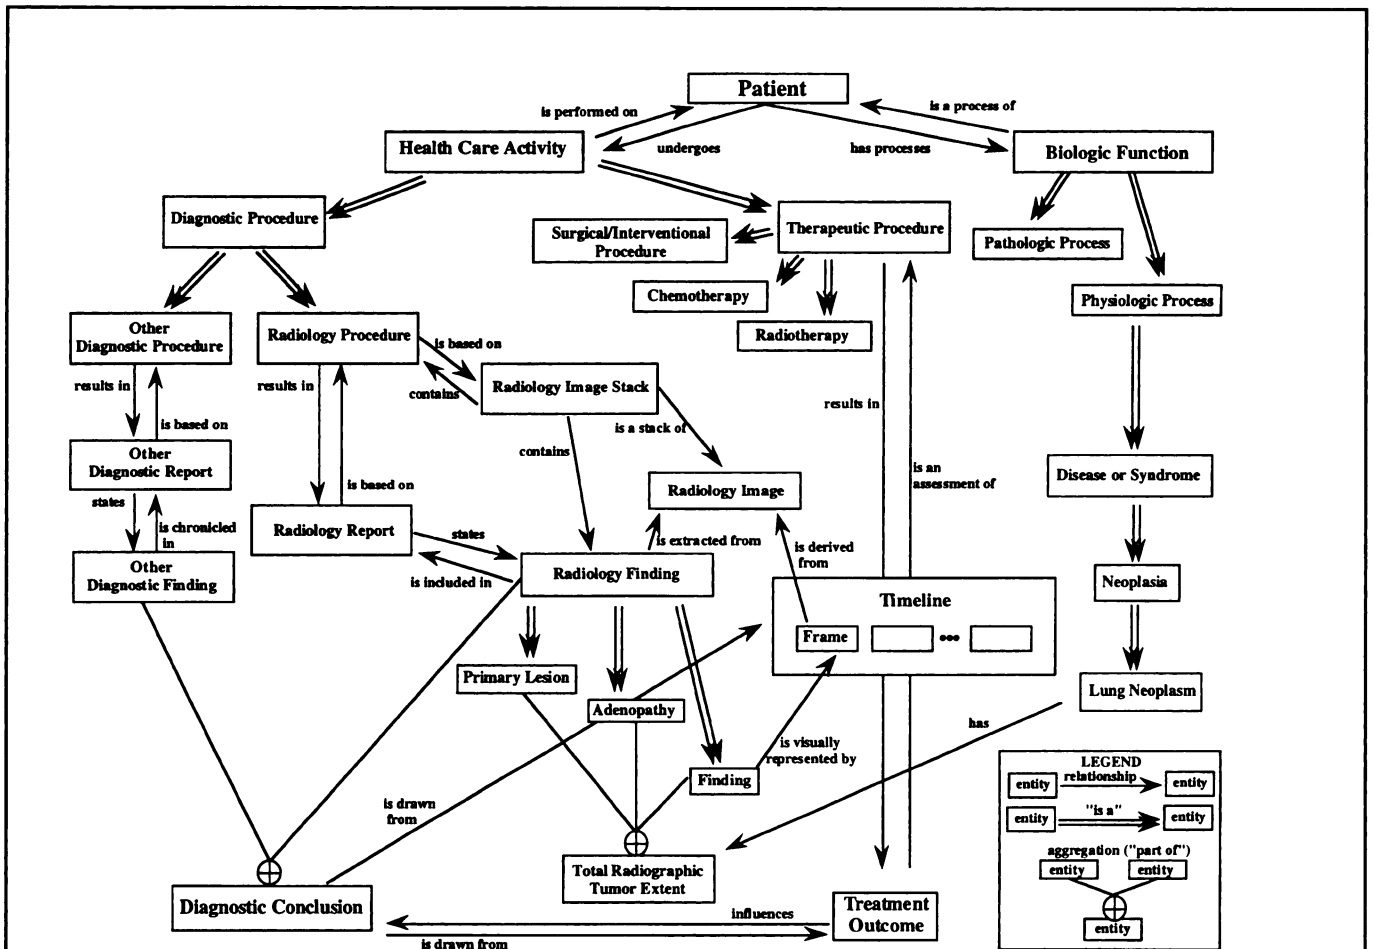 Patient
is performed on
is a process of
Health Care Activity
undergoes
has processes
Biologic Function
Diagnostic Procedure
Surgical/Interventional
Procedure
Therapeutic Procedure
Pathologic Process
Chemotherapy
Physiologic Process
Radiotherapy
Other
Diagnostic Procedure
Radiology Procedure
is based on
results in
results in
contains
Radiology Image Stack
results in
is based on
is a stack of
contains
Other
Diagnostic Report
is an
assessment of
Disease or Syndrome
is based on
Radiology Image
states
is chronicled
in
Radiology Report
states
is extracted from
is derived
from
is included in
Radiology Finding
Other
Diagnostic Finding
Neoplasia
Timeline
Frame
•••
Primary Lesion
Adenopathy
Lung Neoplasm
has
is visually
represented by
Finding
is drawn
from
Total Radiographic
Tumor Extent
Diagnostic Conclusion
Treatment
Outcome
influences
is drawn from
LEGEND
relationship
entity
entity
"is a"
entity
entity
aggregation ("part of")
entity
entity
entity